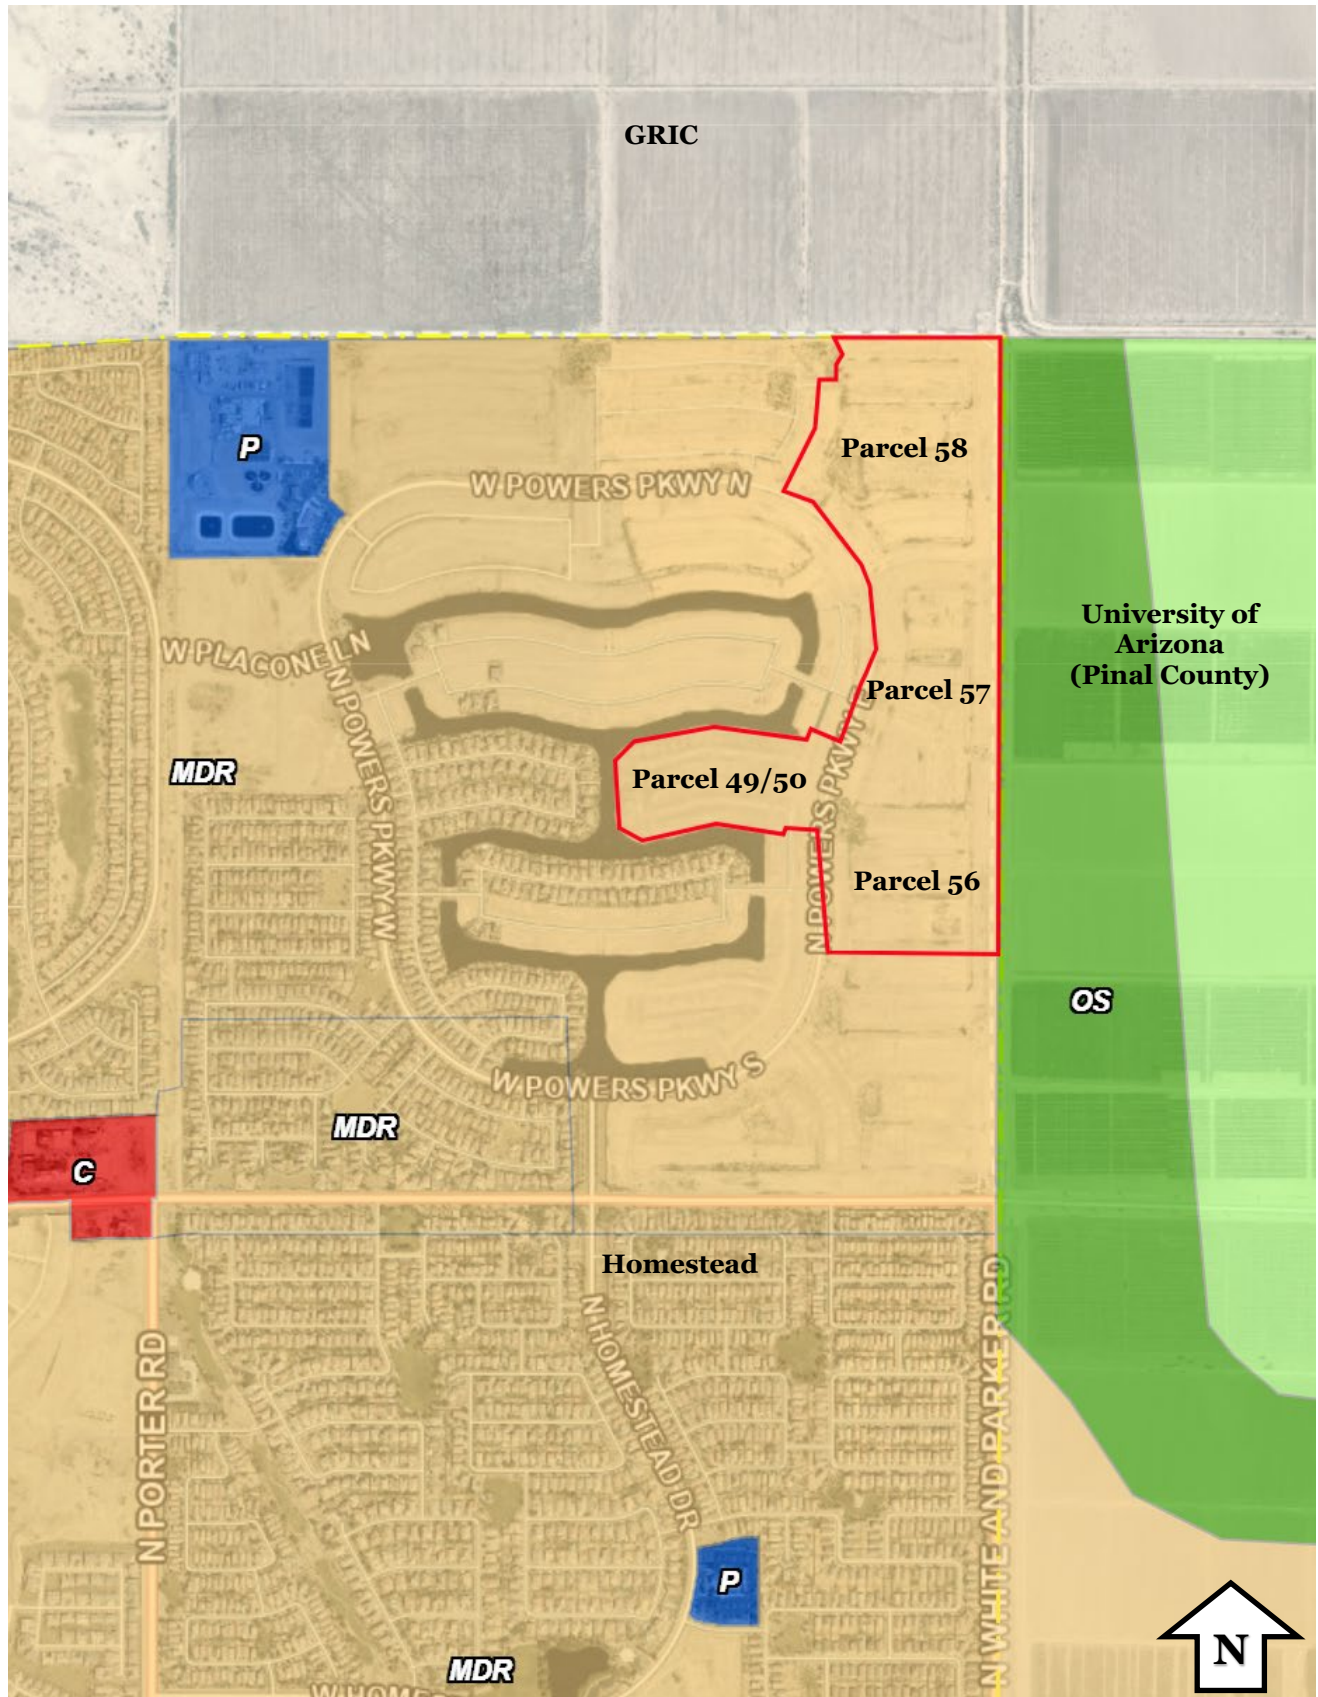 GRIC
P
Parcel 58
W POWERS PKWY N
University of
Arizona
(Pinal County)
W PLACONE LN
Parcel 57
N POWERS PKWY W
MDR
Parcel 49/50
N POWERS PKWY E
Parcel 56
OS
W POWERS PKWY S
MDR
C
Homestead
N HOMESTEAD DR
N PORTER RD
N WHITE AND PARKER RD
P
MDR
N